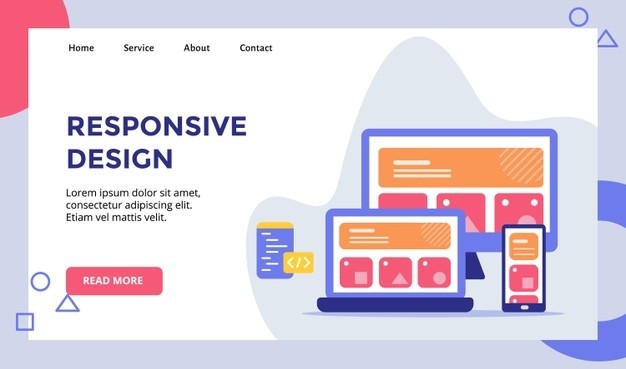 Home Service About Contact
RESPONSIVE
DESIGN
Lorem ipsum dolor sit amet,
consectetur adipiscing elit.
Etiam vel mattis velit.
</>
READ MORE